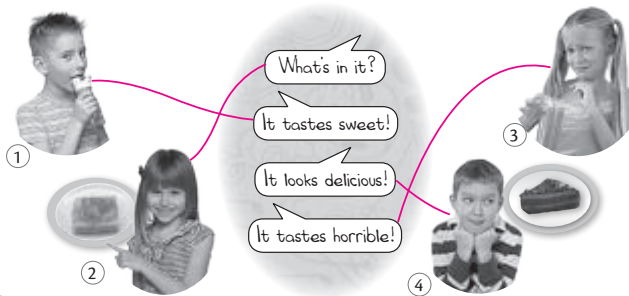 What's in it?
It tastes sweet!
It looks delicious!
It tastes horrible!
1
2
3
4